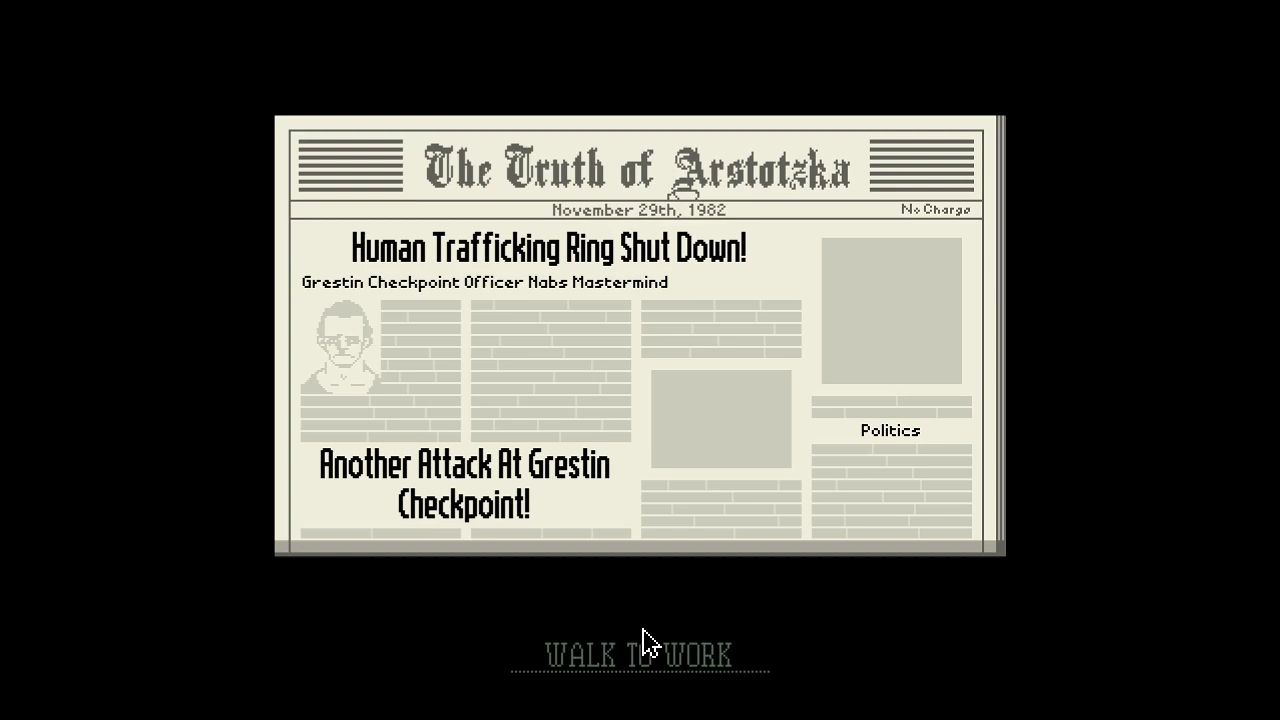 The Truth of Arstotzka
November 29th, 1982
No Charge
Human Trafficking Ring Shut Down!
Grestin Checkpoint Officer Nabs Mastermind
Another Attack At Grestin
Checkpoint!
Politics
WALK TO WORK